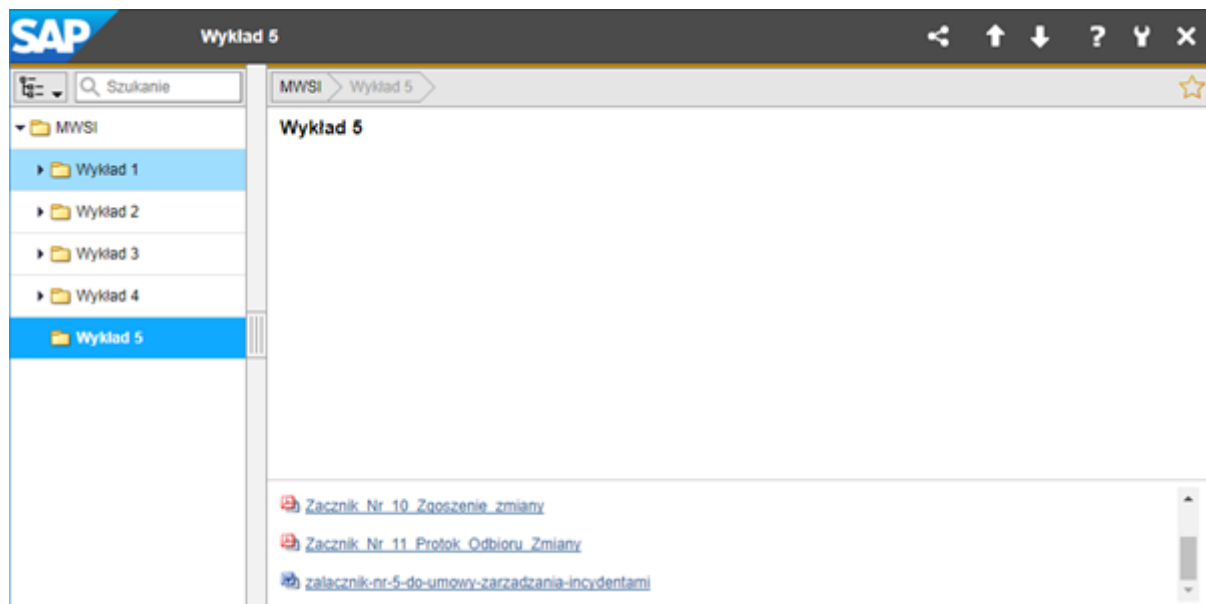 SAP Wykład 5 ?
Szukanie MWSI Wykład 5
MWSI
Wykład 5
Wykład 1
Wykład 2
Wykład 3
Wykład 4
Wykład 5
Zacznik_Nr_10_Zgoszenie_zmiany
Zacznik_Nr_11_Protok_Odbioru_Zmiany
zalacznik-nr-5-do-umowy-zarzadzania-incydentami